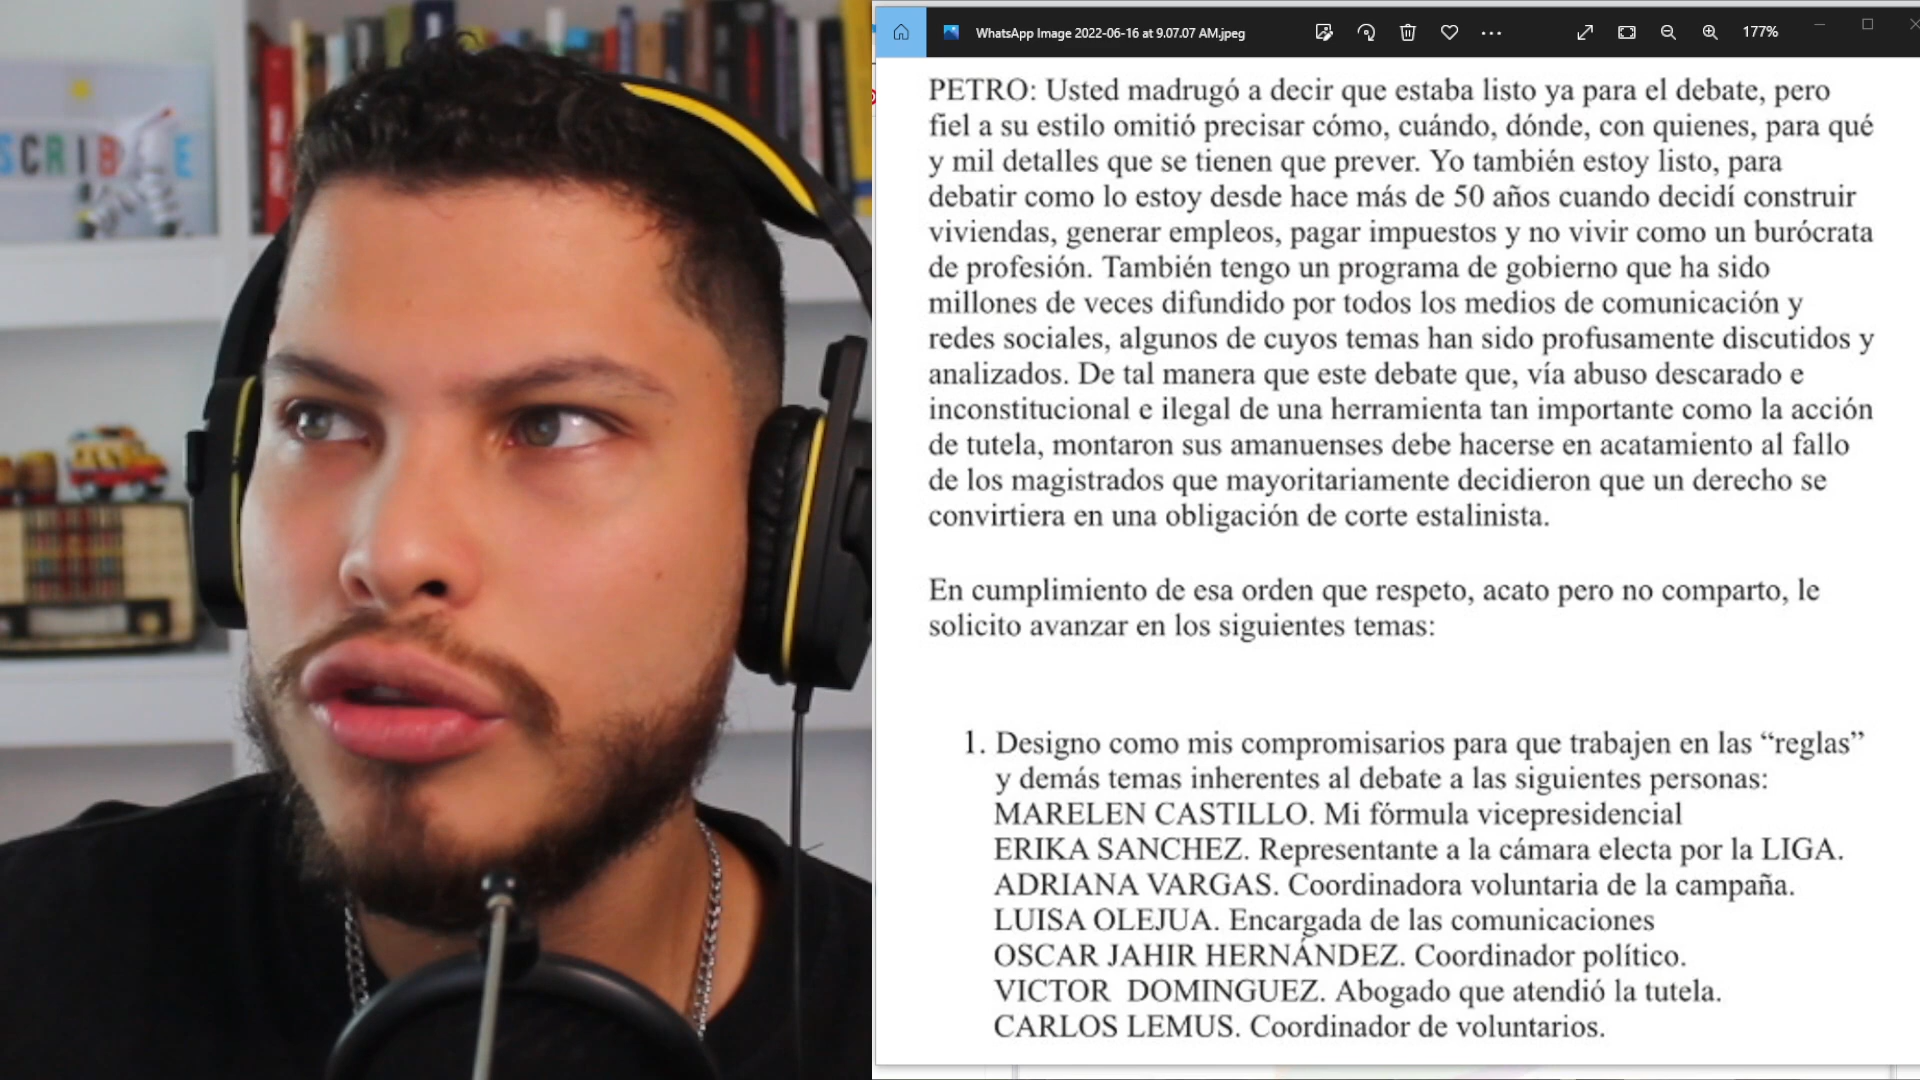 SCRIB E
WhatsApp Image 2022-06-16 at 9.07.07 AM.jpeg
177%
PETRO: Usted madrugó a decir que estaba listo ya para el debate, pero
fiel a su estilo omitió precisar cómo, cuándo, dónde, con quienes, para qué
y mil detalles que se tienen que prever. Yo también estoy listo, para
debatir como lo estoy desde hace más de 50 años cuando decidí construir
viviendas, generar empleos, pagar impuestos y no vivir como un burócrata
de profesión. También tengo un programa de gobierno que ha sido
millones de veces difundido por todos los medios de comunicación y
redes sociales, algunos de cuyos temas han sido profusamente discutidos y
analizados. De tal manera que este debate que, vía abuso descarado e
inconstitucional e ilegal de una herramienta tan importante como la acción
de tutela, montaron sus amanuenses debe hacerse en acatamiento al fallo
de los magistrados que mayoritariamente decidieron que un derecho se
convirtiera en una obligación de corte estalinista.
En cumplimiento de esa orden que respeto, acato pero no comparto, le
solicito avanzar en los siguientes temas:
1. Designo como mis compromisarios para que trabajen en las “reglas”
y demás temas inherentes al debate a las siguientes personas:
MARELEN CASTILLO. Mi fórmula vicepresidencial
ERIKA SANCHEZ. Representante a la cámara electa por la LIGA.
ADRIANA VARGAS. Coordinadora voluntaria de la campaña.
LUISA OLEJUA. Encargada de las comunicaciones
OSCAR JAHIR HERNÁNDEZ. Coordinador político.
VICTOR  DOMINGUEZ. Abogado que atendió la tutela.
CARLOS LEMUS. Coordinador de voluntarios.